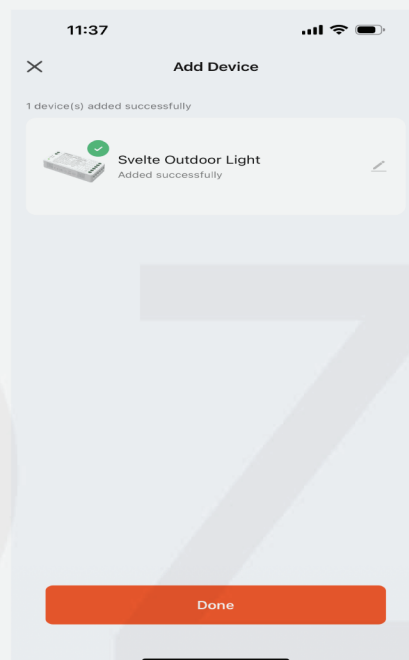 11:37
Add Device
1 device(s) added successfully
Svelte Outdoor Light
Added successfully
Done